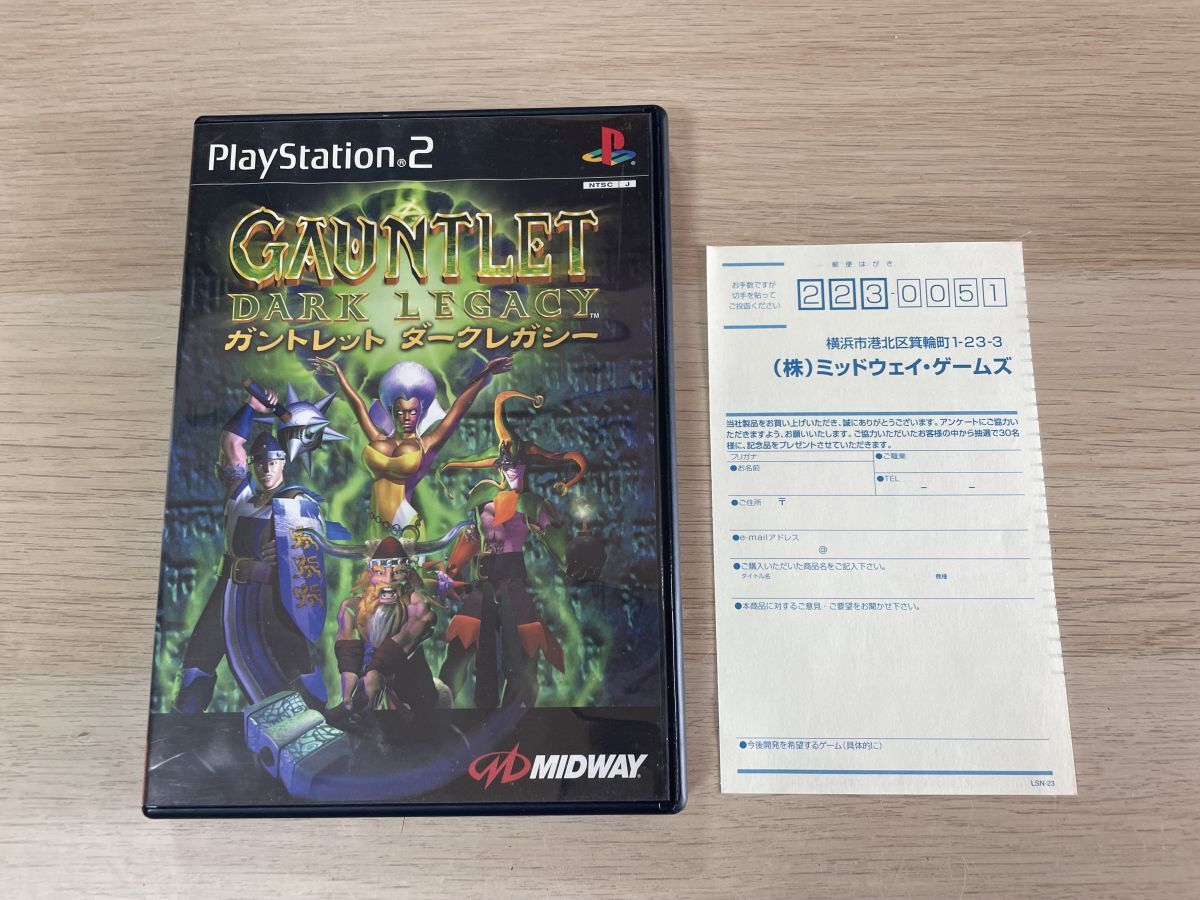 PlayStation®2
NTSC J
GAUNTLET
DARK LEGACY™
ガントレット ダークレガシー
MIDWAY
郵便はがき
お手数ですが
切手を貼って
ご投函ください
223-0051
横浜市港北区箕輪町1-23-3
(株)ミッドウェイ・ゲームズ
当社製品をお買い上げいただき、誠にありがとうございます。アンケートにご協力い
ただきますよう、お願いいたします。ご協力いただいたお客様の中から抽選で30名
様に、記念品をプレゼントさせていただきます。
フリガナ
●お名前
●ご職業
●TEL － －
●ご住所 〒
●e-mailアドレス
@
●ご購入いただいた商品名をご記入下さい。
タイトル名 機種
●本商品に対するご意見・ご要望をお聞かせ下さい。
●今後開発を希望するゲーム(具体的に)
LSN-23